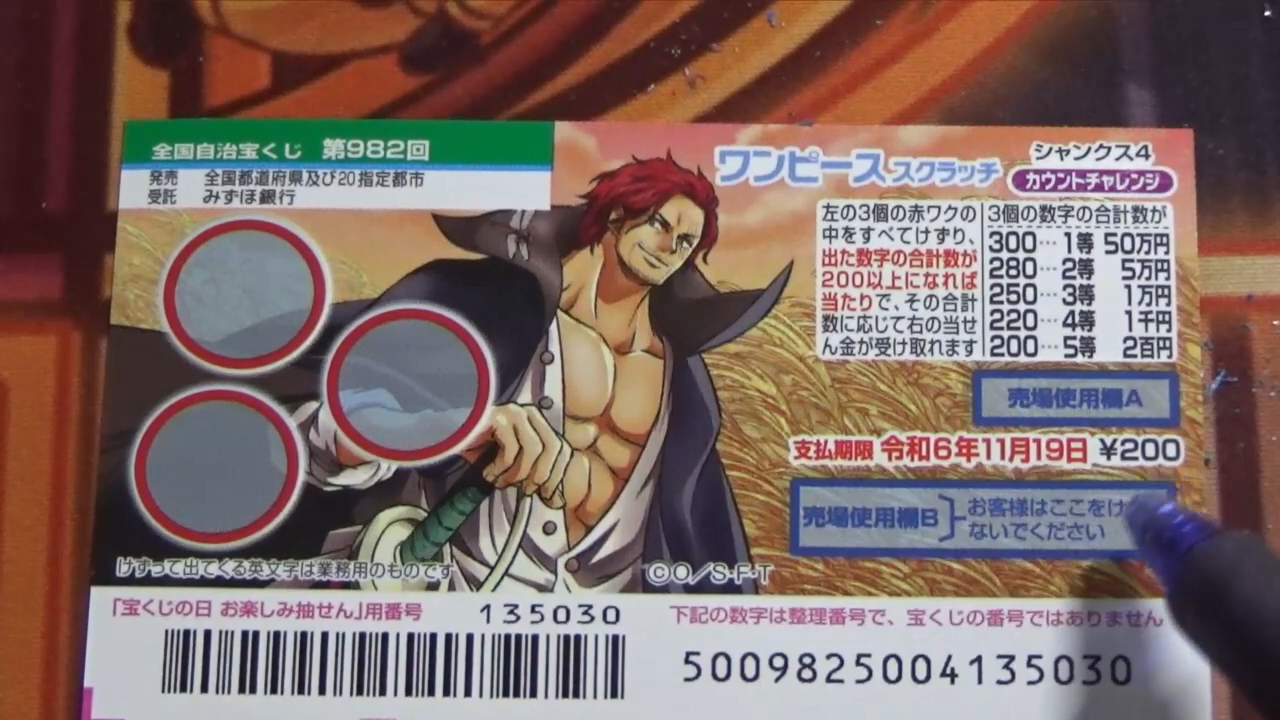 全国自治宝くじ 第982回
発売 全国都道府県及び20指定都市
受託 みずほ銀行
ワンピース スクラッチ
シャンクス4
カウントチャレンジ
左の3個の赤ワクの
中をすべてけずり、
出た数字の合計数が
200以上になれば
当たりで、その合計
数に応じて右の当せ
ん金が受け取れます
3個の数字の合計数が
300…1等 50万円
280…2等 5万円
250…3等 1万円
220…4等 1千円
200…5等 2百円
売場使用欄A
支払期限 令和6年11月19日 ¥200
売場使用欄B
お客様はここをけ
ないでください
けずって出てくる英文字は業務用のものです
©O/S・F・T
「宝くじの日 お楽しみ抽せん」用番号 135030
下記の数字は整理番号で、宝くじの番号ではありません
5009825004135030